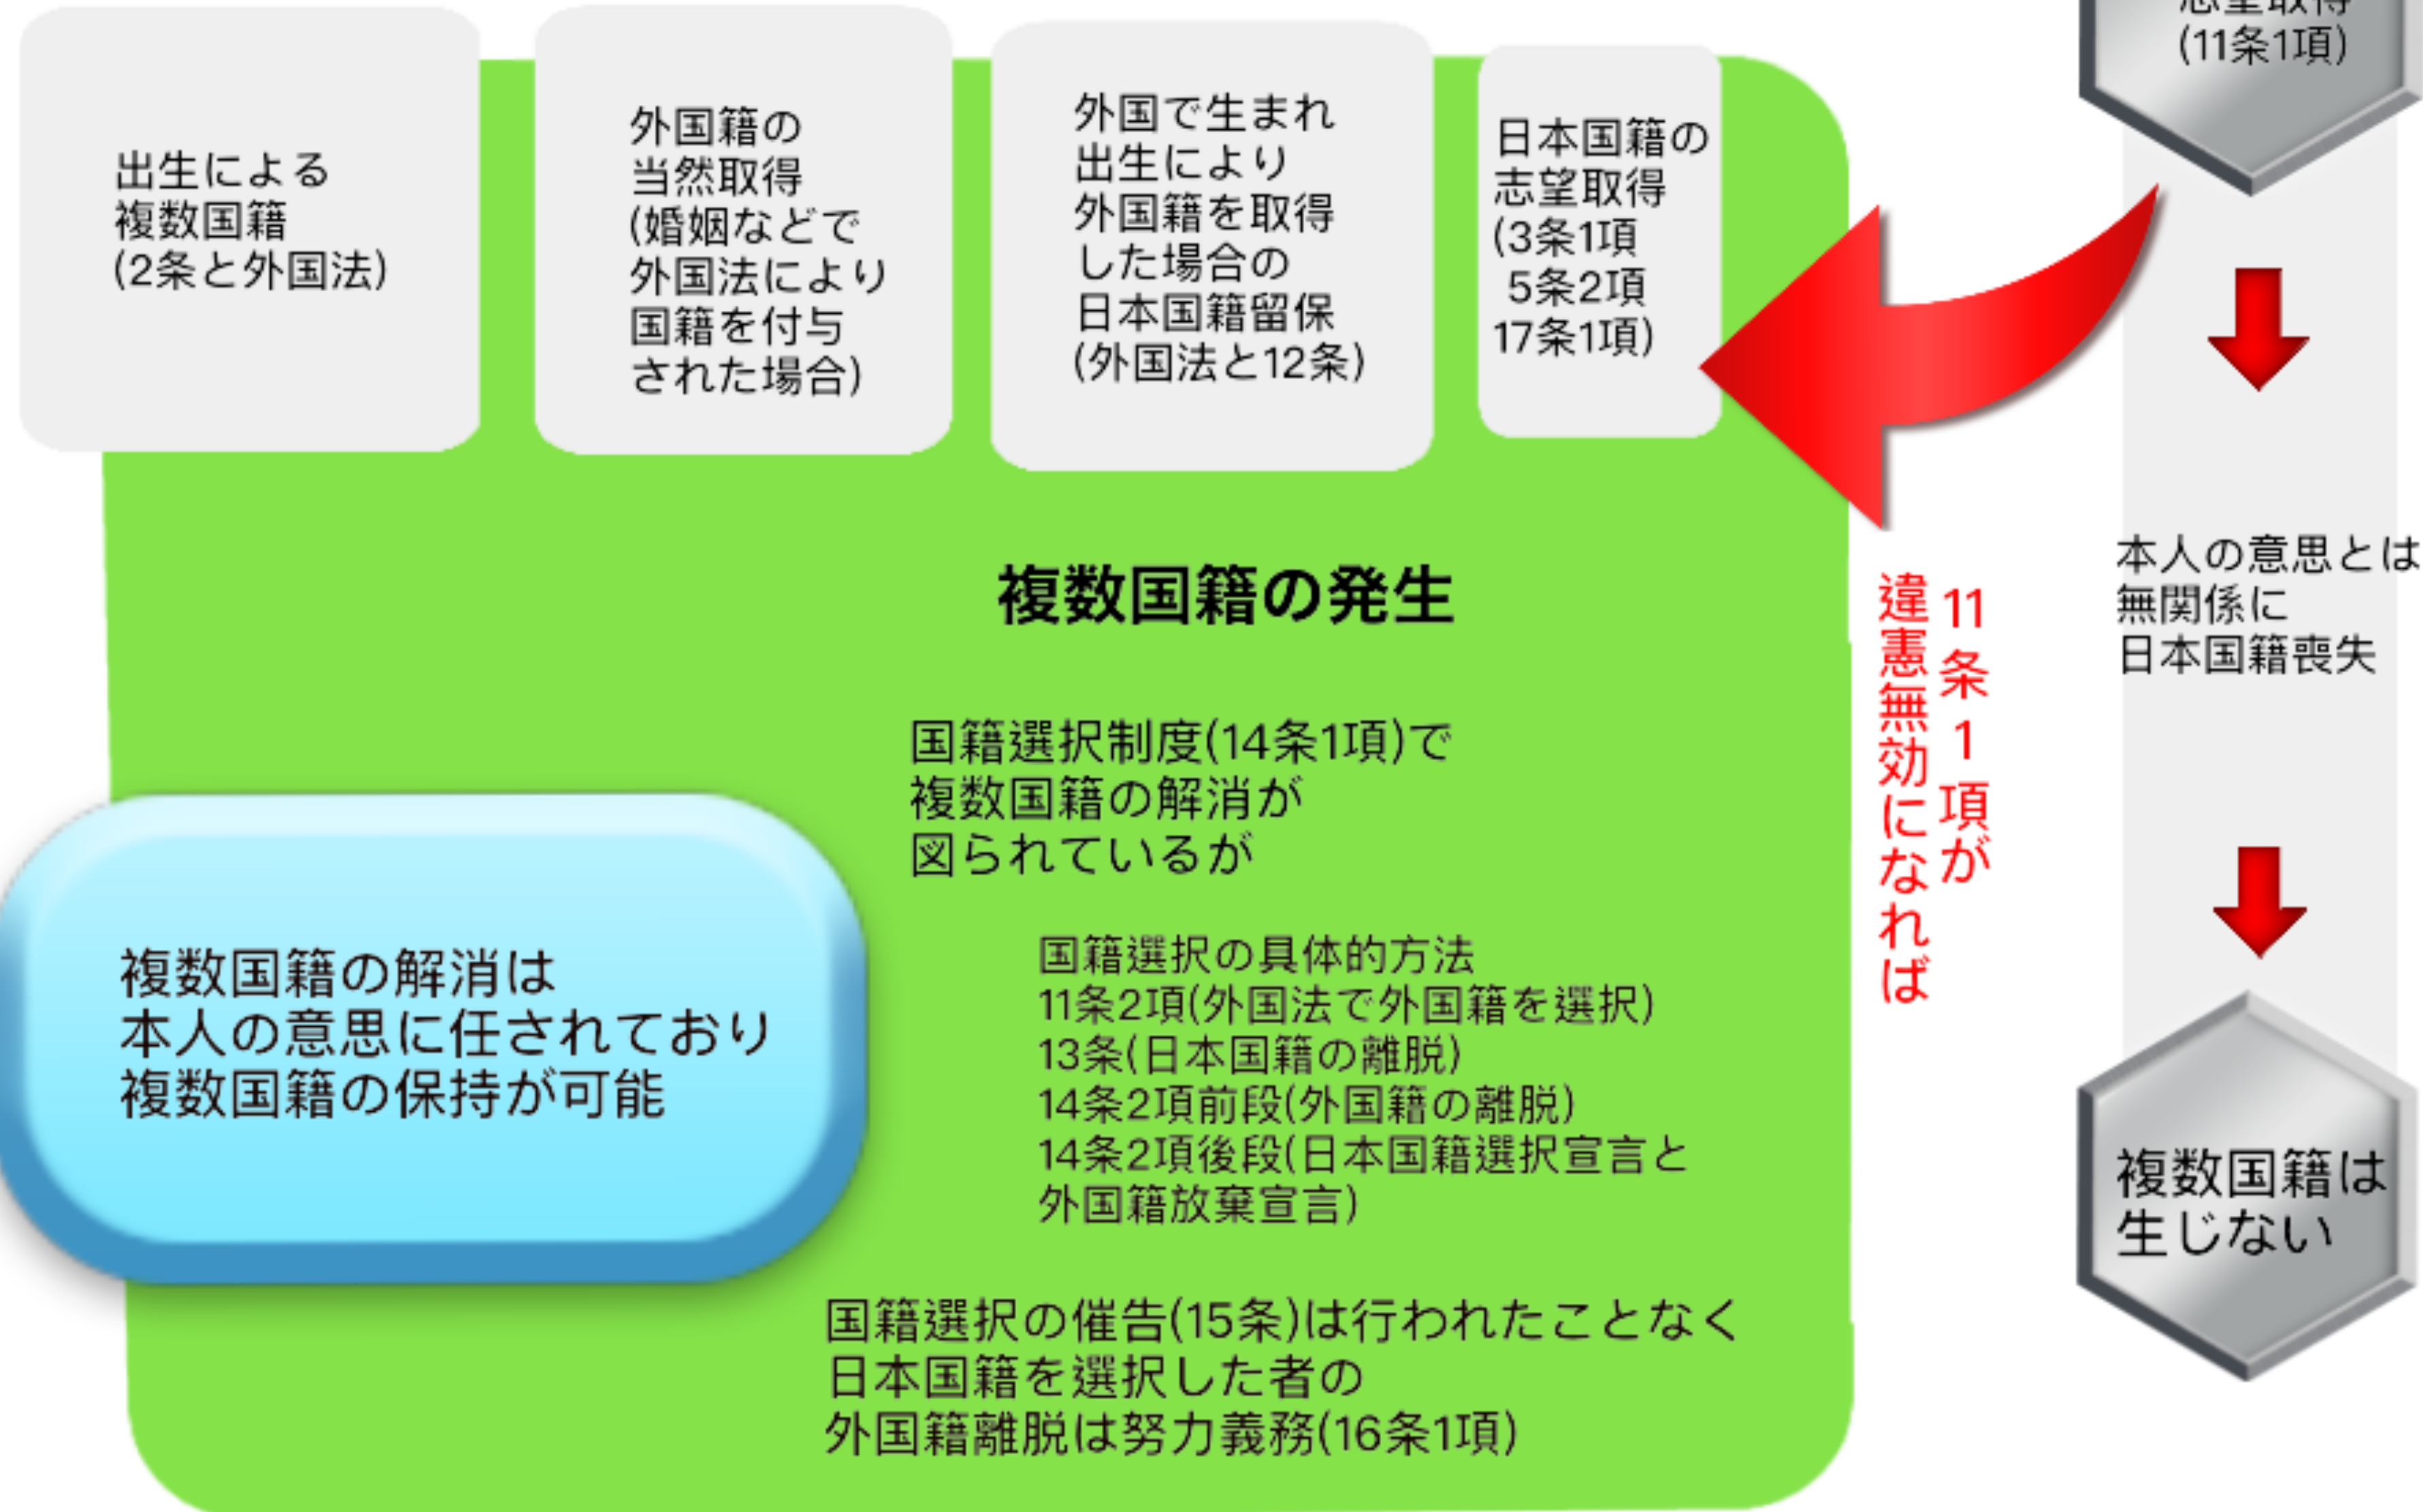 出生による
複数国籍
(2条と外国法)
外国籍の
当然取得
(婚姻などで
外国法により
国籍を付与
された場合)
外国で生まれ
出生により
外国籍を取得
した場合の
日本国籍留保
(外国法と12条)
日本国籍の
志望取得
(3条1項
5条2項
17条1項)
志望取得
(11条1項)
複数国籍の発生
国籍選択制度(14条1項)で
複数国籍の解消が
図られているが
国籍選択の具体的方法
11条2項(外国法で外国籍を選択)
13条(日本国籍の離脱)
14条2項前段(外国籍の離脱)
14条2項後段(日本国籍選択宣言と
外国籍放棄宣言)
国籍選択の催告(15条)は行われたことなく
日本国籍を選択した者の
外国籍離脱は努力義務(16条1項)
複数国籍の解消は
本人の意思に任されており
複数国籍の保持が可能
11条1項が
違憲無効になれば
本人の意思とは
無関係に
日本国籍喪失
複数国籍は
生じない